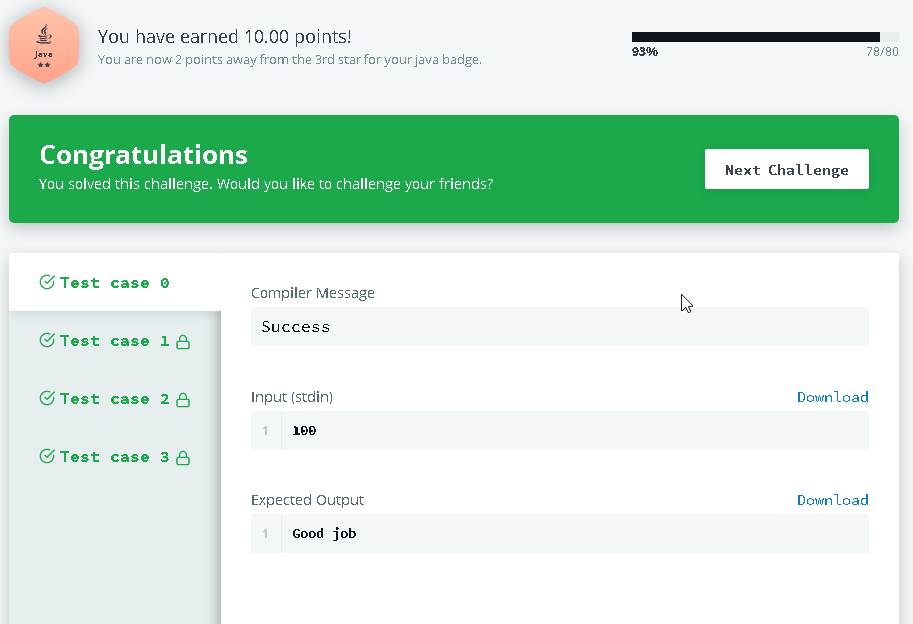 Java
★★
You have earned 10.00 points!
You are now 2 points away from the 3rd star for your java badge.
93%
78/80
Congratulations
You solved this challenge. Would you like to challenge your friends?
Next Challenge
Test case 0
Test case 1
Test case 2
Test case 3
Compiler Message
Success
Input (stdin)
Download
1 100
Expected Output
Download
1 Good job